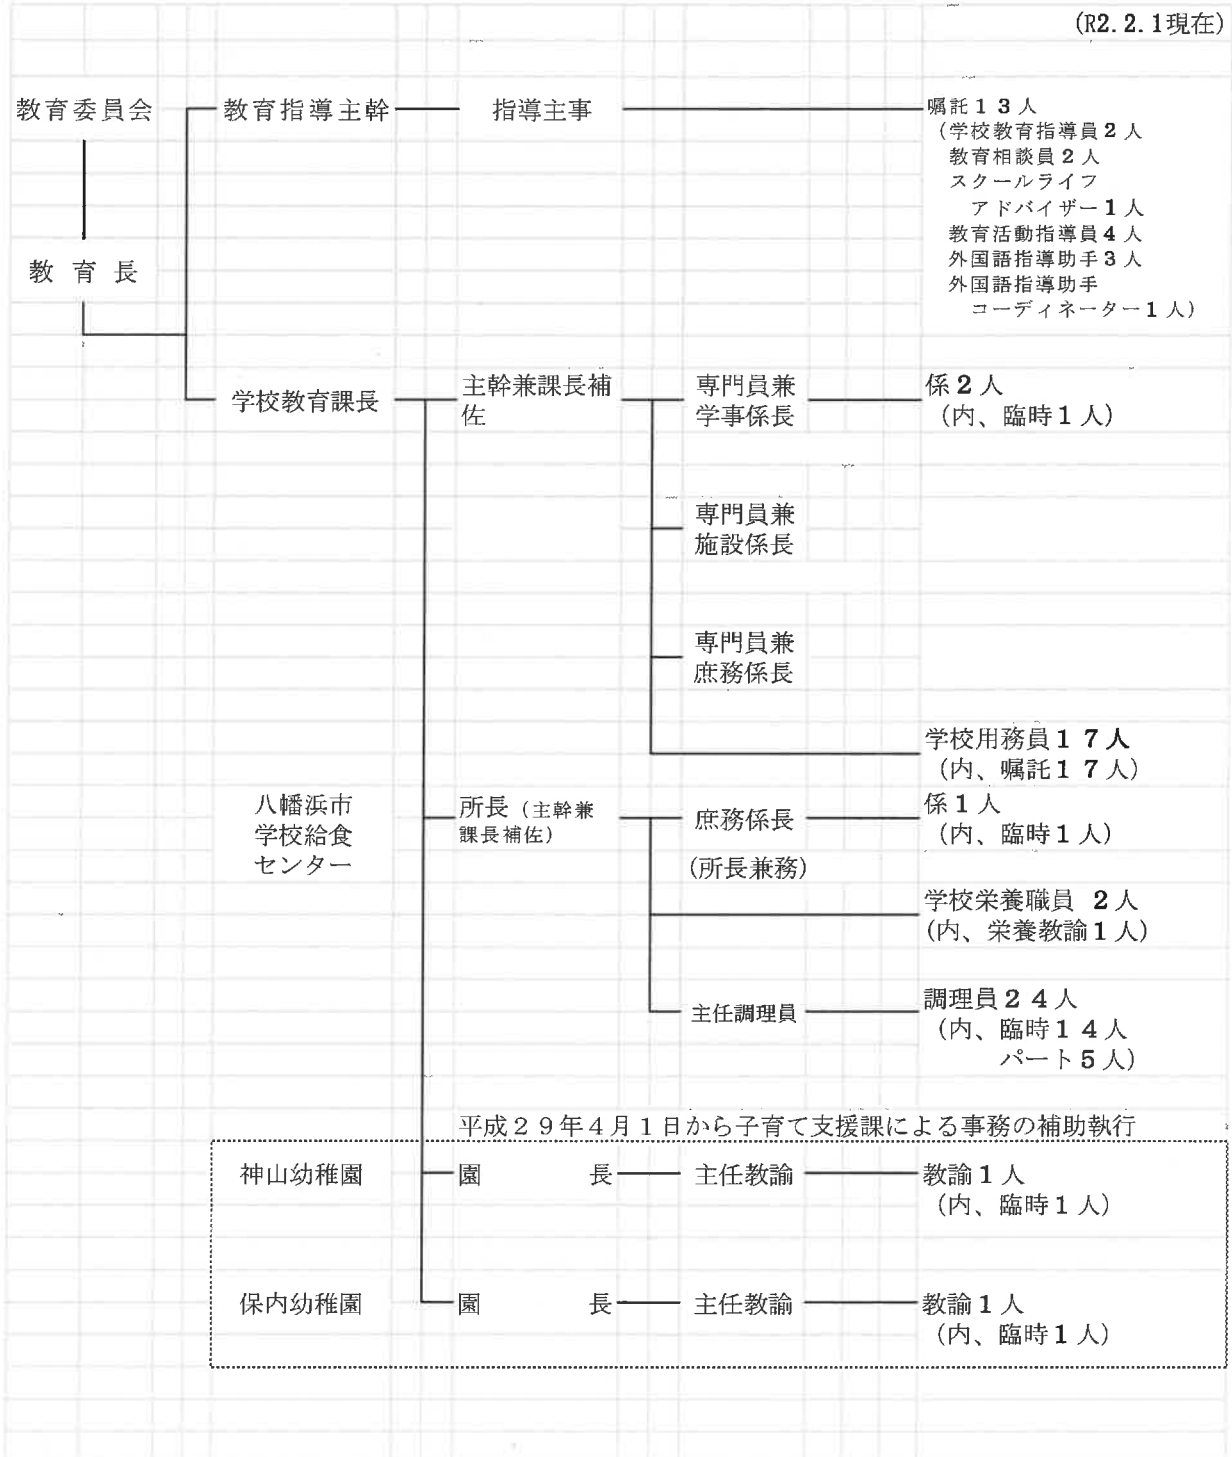 (R2.2.1現在)
教育委員会
教育指導主幹
指導主事
嘱託13人
(学校教育指導員2人
教育相談員2人
スクールライフ
アドバイザー1人
教育活動指導員4人
外国語指導助手3人
外国語指導助手
コーディネーター1人)
教育長
学校教育課長
主幹兼課長補
佐
専門員兼
学事係長
係2人
(内、臨時1人)
専門員兼
施設係長
専門員兼
庶務係長
学校用務員17人
(内、嘱託17人)
八幡浜市
学校給食
センター
所長(主幹兼
課長補佐)
庶務係長
(所長兼務)
係1人
(内、臨時1人)
学校栄養職員 2人
(内、栄養教諭1人)
主任調理員
調理員24人
(内、臨時14人
パート5人)
平成29年4月1日から子育て支援課による事務の補助執行
神山幼稚園
園 長
主任教諭
教諭1人
(内、臨時1人)
保内幼稚園
園 長
主任教諭
教諭1人
(内、臨時1人)